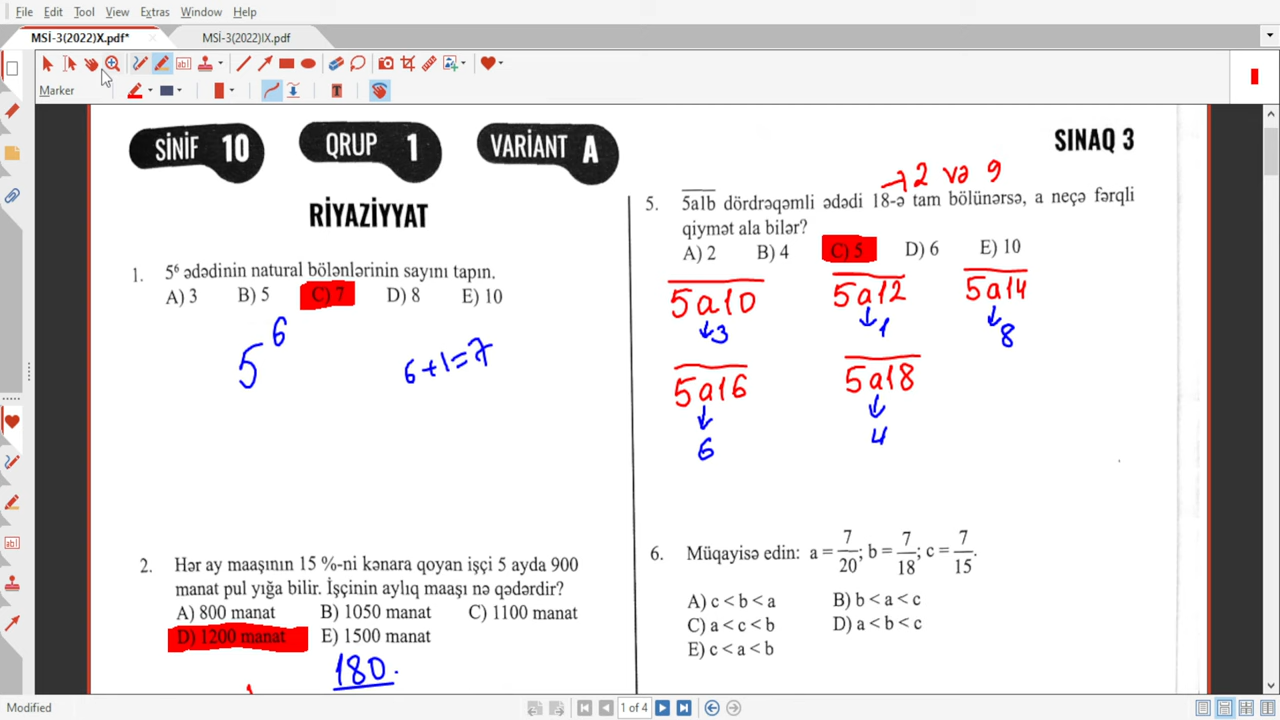 File Edit Tool View Extras Window Help
MSİ-3(2022)X.pdf* MSİ-3(2022)IX.pdf
Marker
SİNİF 10 QRUP 1 VARİANT A
SINAQ 3
RİYAZİYYAT
1. 5⁶ ədədinin natural bölənlərinin sayını tapın.
A) 3 B) 5 C) 7 D) 8 E) 10
5⁶ 6+1=7
2. Hər ay maaşının 15 %-ni kənara qoyan işçi 5 ayda 900
manat pul yığa bilir. İşçinin aylıq maaşı nə qədərdir?
A) 800 manat B) 1050 manat C) 1100 manat
D) 1200 manat E) 1500 manat
180.
→2 və 9
5. 5a1b dördrəqəmli ədədi 18-ə tam bölünərsə, a neçə fərqli
qiymət ala bilər?
A) 2 B) 4 C) 5 D) 6 E) 10
5a10 5a12 5a14
↓3 ↓1 ↓8
5a16 5a18
↓6 ↓4
6. Müqayisə edin: a = 7/20; b = 7/18; c = 7/15.
A) c < b < a B) b < a < c
C) a < c < b D) a < b < c
E) c < a < b
Modified 1 of 4